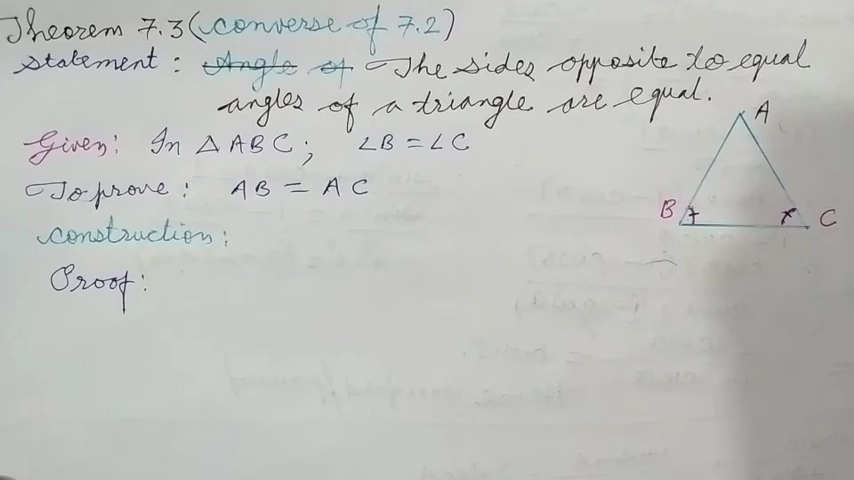 Theorem 7.3 (converse of 7.2)
Statement: Angle of The sides opposite to equal
angles of a triangle are equal.
A
Given: In △ABC; ∠B = ∠C
To prove: AB = AC
B C
construction:
Proof: